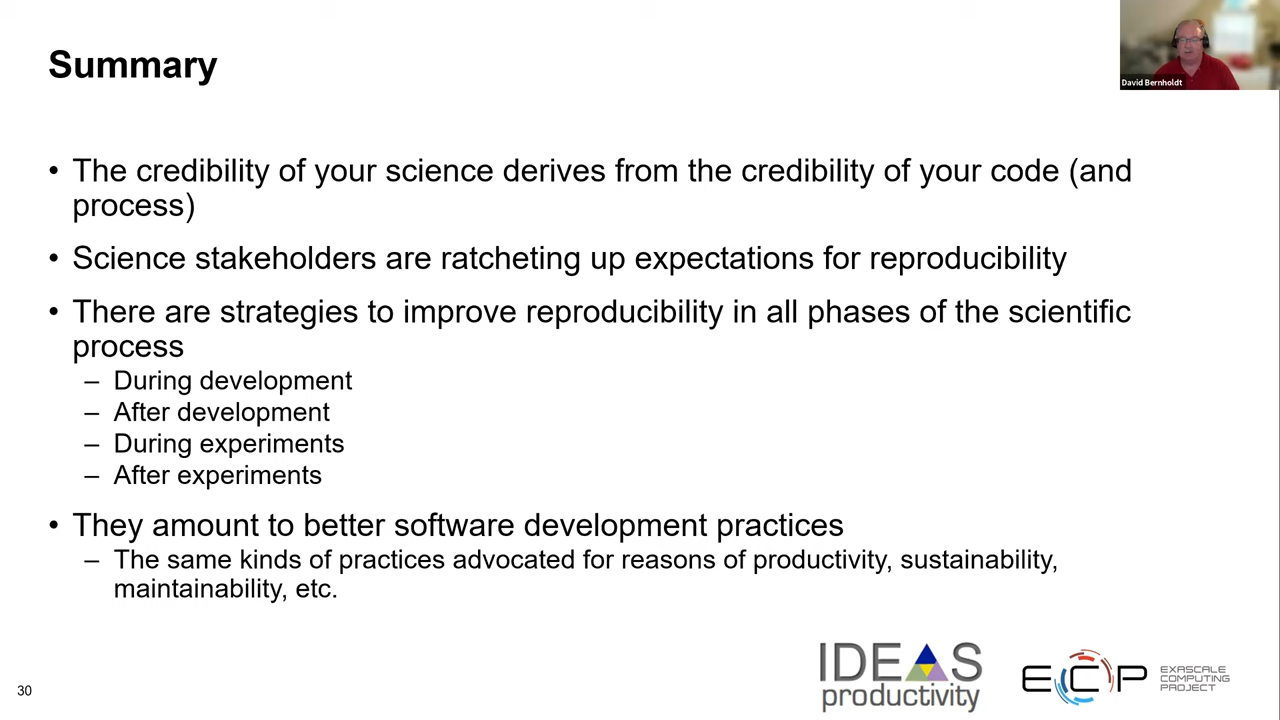 Summary
David Bernholdt
• The credibility of your science derives from the credibility of your code (and
process)
• Science stakeholders are ratcheting up expectations for reproducibility
• There are strategies to improve reproducibility in all phases of the scientific
process
– During development
– After development
– During experiments
– After experiments
• They amount to better software development practices
– The same kinds of practices advocated for reasons of productivity, sustainability,
maintainability, etc.
30
IDEAS
productivity
ECP
EXASCALE
COMPUTING
PROJECT